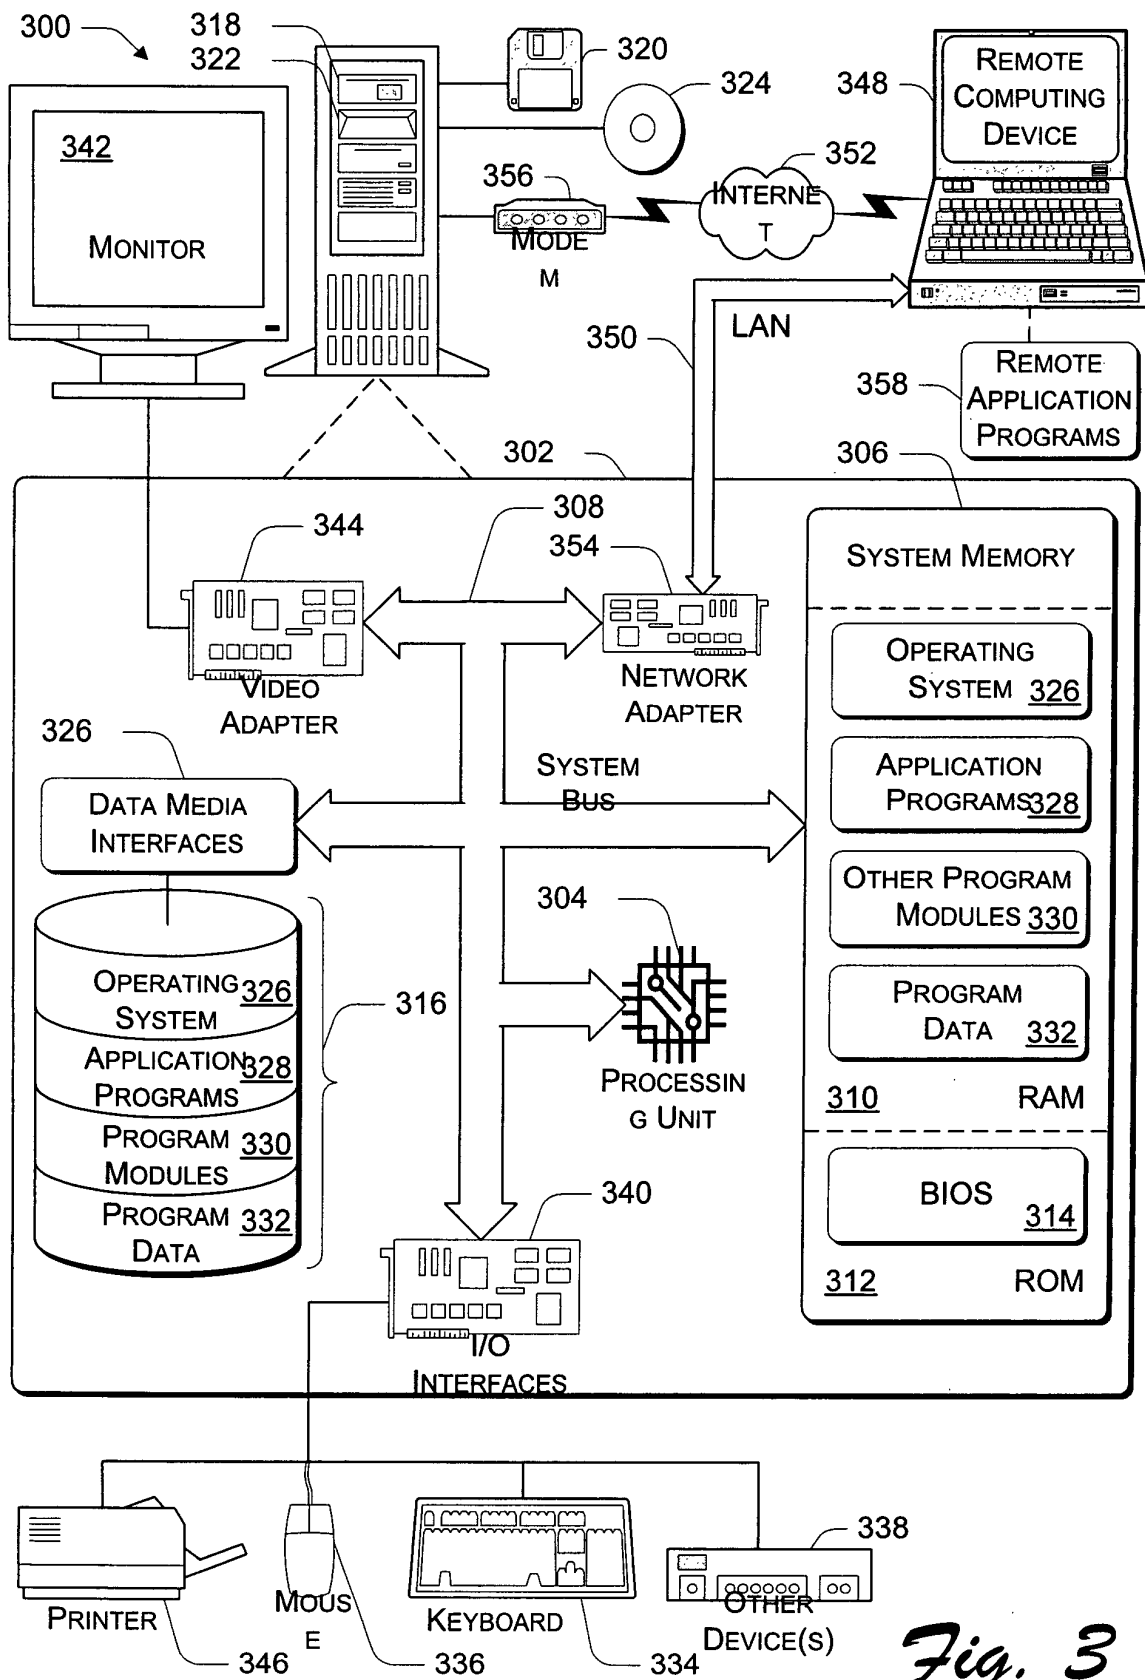 300
318
322
320
324
348
REMOTE
COMPUTING
DEVICE
342
MONITOR
356
MODE
M
352
INTERNE
T
350
LAN
358
REMOTE
APPLICATION
PROGRAMS
302
306
344
308
354
VIDEO
ADAPTER
NETWORK
ADAPTER
SYSTEM MEMORY
OPERATING
SYSTEM 326
APPLICATION
PROGRAMS 328
OTHER PROGRAM
MODULES 330
PROGRAM
DATA 332
310 RAM
BIOS 314
312 ROM
326
DATA MEDIA
INTERFACES
SYSTEM
BUS
304
PROCESSIN
G UNIT
OPERATING 326
SYSTEM
316
APPLICATION 328
PROGRAMS
PROGRAM 330
MODULES
PROGRAM 332
DATA
340
I/O
INTERFACES
PRINTER
346
MOUS
E
336
KEYBOARD
334
338
OTHER
DEVICE(S)
Fig. 3